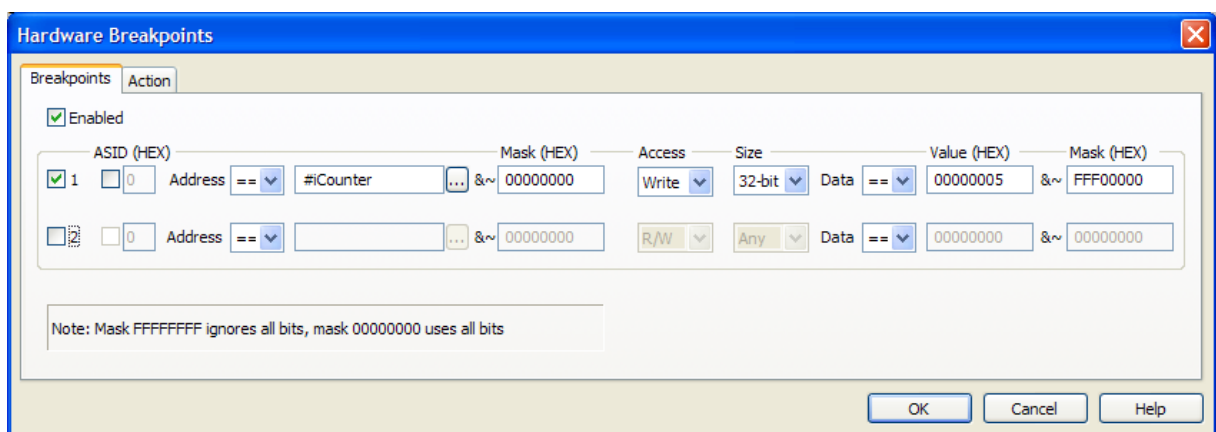 Hardware Breakpoints
Breakpoints Action
Enabled
ASID (HEX) Mask (HEX) Access Size Value (HEX) Mask (HEX)
1 0 Address == #iCounter ... &~ 00000000 Write 32-bit Data == 00000005 &~ FFF00000
2 0 Address == ... &~ 00000000 R/W Any Data == 00000000 &~ 00000000
Note: Mask FFFFFFFF ignores all bits, mask 00000000 uses all bits
OK Cancel Help